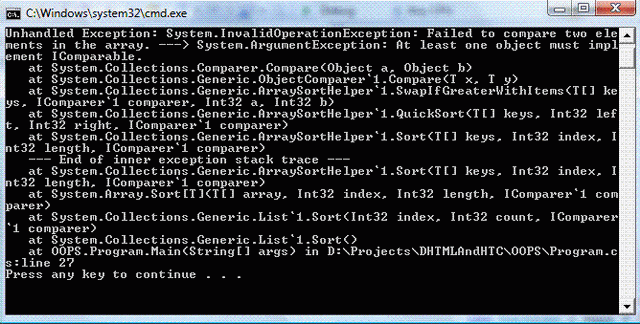 C:\Windows\system32\cmd.exe
Unhandled Exception: System.InvalidOperationException: Failed to compare two ele
ments in the array. ---> System.ArgumentException: At least one object must impl
ement IComparable.
   at System.Collections.Comparer.Compare(Object a, Object b)
   at System.Collections.Generic.ObjectComparer`1.Compare(T x, T y)
   at System.Collections.Generic.ArraySortHelper`1.SwapIfGreaterWithItems(T[] ke
ys, IComparer`1 comparer, Int32 a, Int32 b)
   at System.Collections.Generic.ArraySortHelper`1.QuickSort(T[] keys, Int32 lef
t, Int32 right, IComparer`1 comparer)
   at System.Collections.Generic.ArraySortHelper`1.Sort(T[] keys, Int32 index, I
nt32 length, IComparer`1 comparer)
   --- End of inner exception stack trace ---
   at System.Collections.Generic.ArraySortHelper`1.Sort(T[] keys, Int32 index, I
nt32 length, IComparer`1 comparer)
   at System.Array.Sort[T](T[] array, Int32 index, Int32 length, IComparer`1 com
parer)
   at System.Collections.Generic.List`1.Sort(Int32 index, Int32 count, IComparer
`1 comparer)
   at System.Collections.Generic.List`1.Sort()
   at OOPS.Program.Main(String[] args) in D:\Projects\DHTMLAndHTC\OOPS\Program.c
s:line 27
Press any key to continue . . .